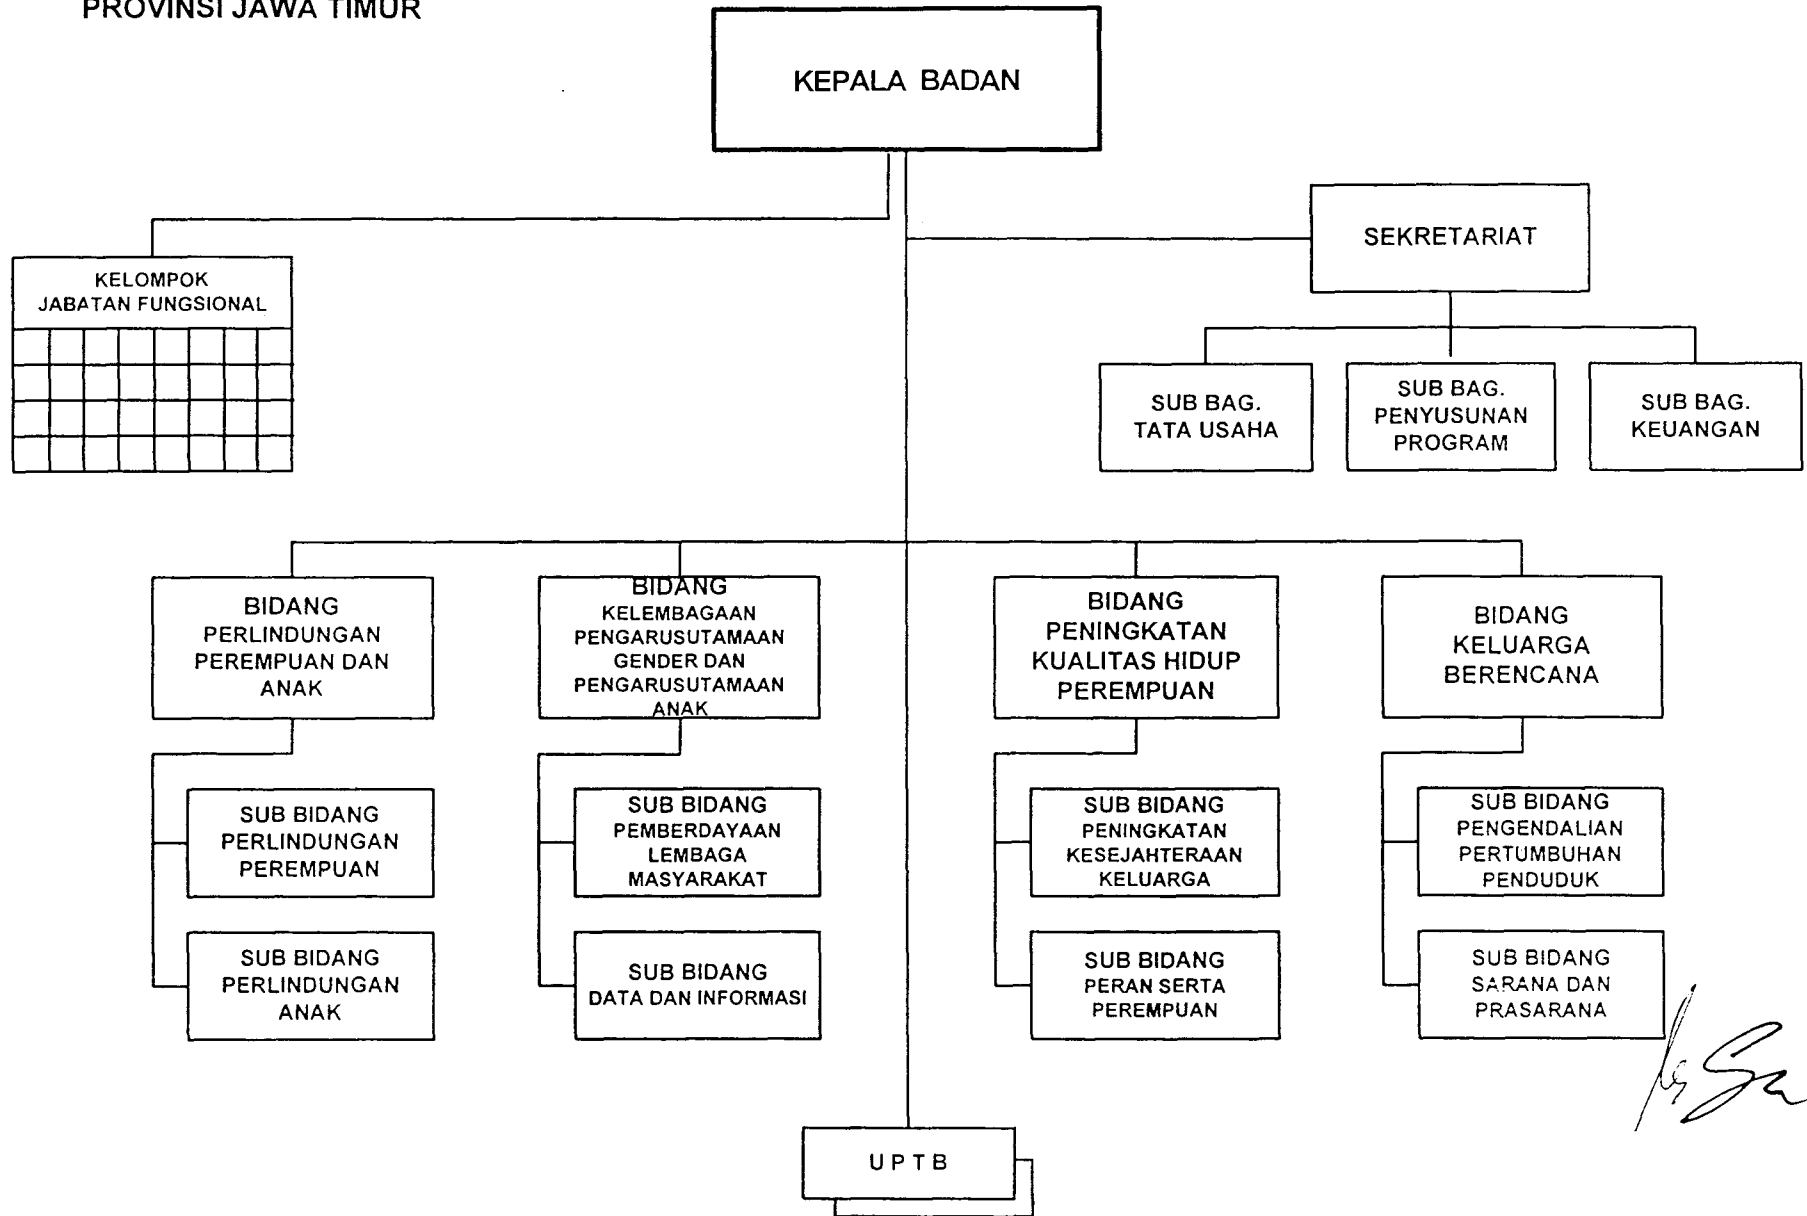 PROVINSI JAWA TIMUR
KEPALA BADAN
SEKRETARIAT
KELOMPOK
JABATAN FUNGSIONAL
SUB BAG.
TATA USAHA
SUB BAG.
PENYUSUNAN
PROGRAM
SUB BAG.
KEUANGAN
BIDANG
PERLINDUNGAN
PEREMPUAN DAN
ANAK
BIDANG
KELEMBAGAAN
PENGARUSUTAMAAN
GENDER DAN
PENGARUSUTAMAAN
ANAK
BIDANG
PENINGKATAN
KUALITAS HIDUP
PEREMPUAN
BIDANG
KELUARGA
BERENCANA
SUB BIDANG
PERLINDUNGAN
PEREMPUAN
SUB BIDANG
PEMBERDAYAAN
LEMBAGA
MASYARAKAT
SUB BIDANG
PENINGKATAN
KESEJAHTERAAN
KELUARGA
SUB BIDANG
PENGENDALIAN
PERTUMBUHAN
PENDUDUK
SUB BIDANG
PERLINDUNGAN
ANAK
SUB BIDANG
DATA DAN INFORMASI
SUB BIDANG
PERAN SERTA
PEREMPUAN
SUB BIDANG
SARANA DAN
PRASARANA
U P T B